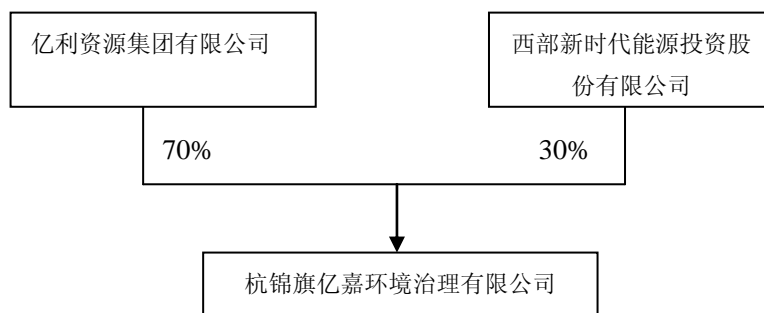 亿利资源集团有限公司
西部新时代能源投资股
份有限公司
70%
30%
杭锦旗亿嘉环境治理有限公司